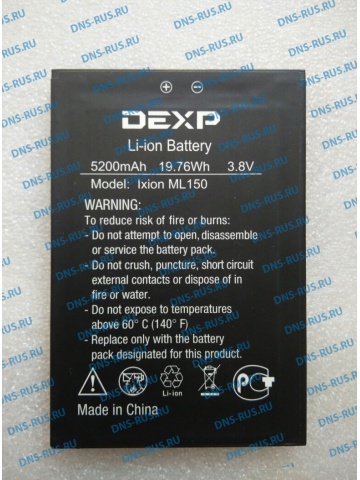 DEXP
Li-ion Battery
5200mAh 19.76Wh 3.8V
Model: Ixion ML150
WARNING:
To reduce risk of fire or burns:
- Do not attempt to open, disassemble
or service the battery pack.
- Do not crush, puncture, short circuit
external contacts or dispose of in
fire or water.
- Do not expose to temperatures
above 60° C (140° F)
- Replace only with the battery
pack designated for this product.
Li-ion
Made in China
DNS-RUS.RU